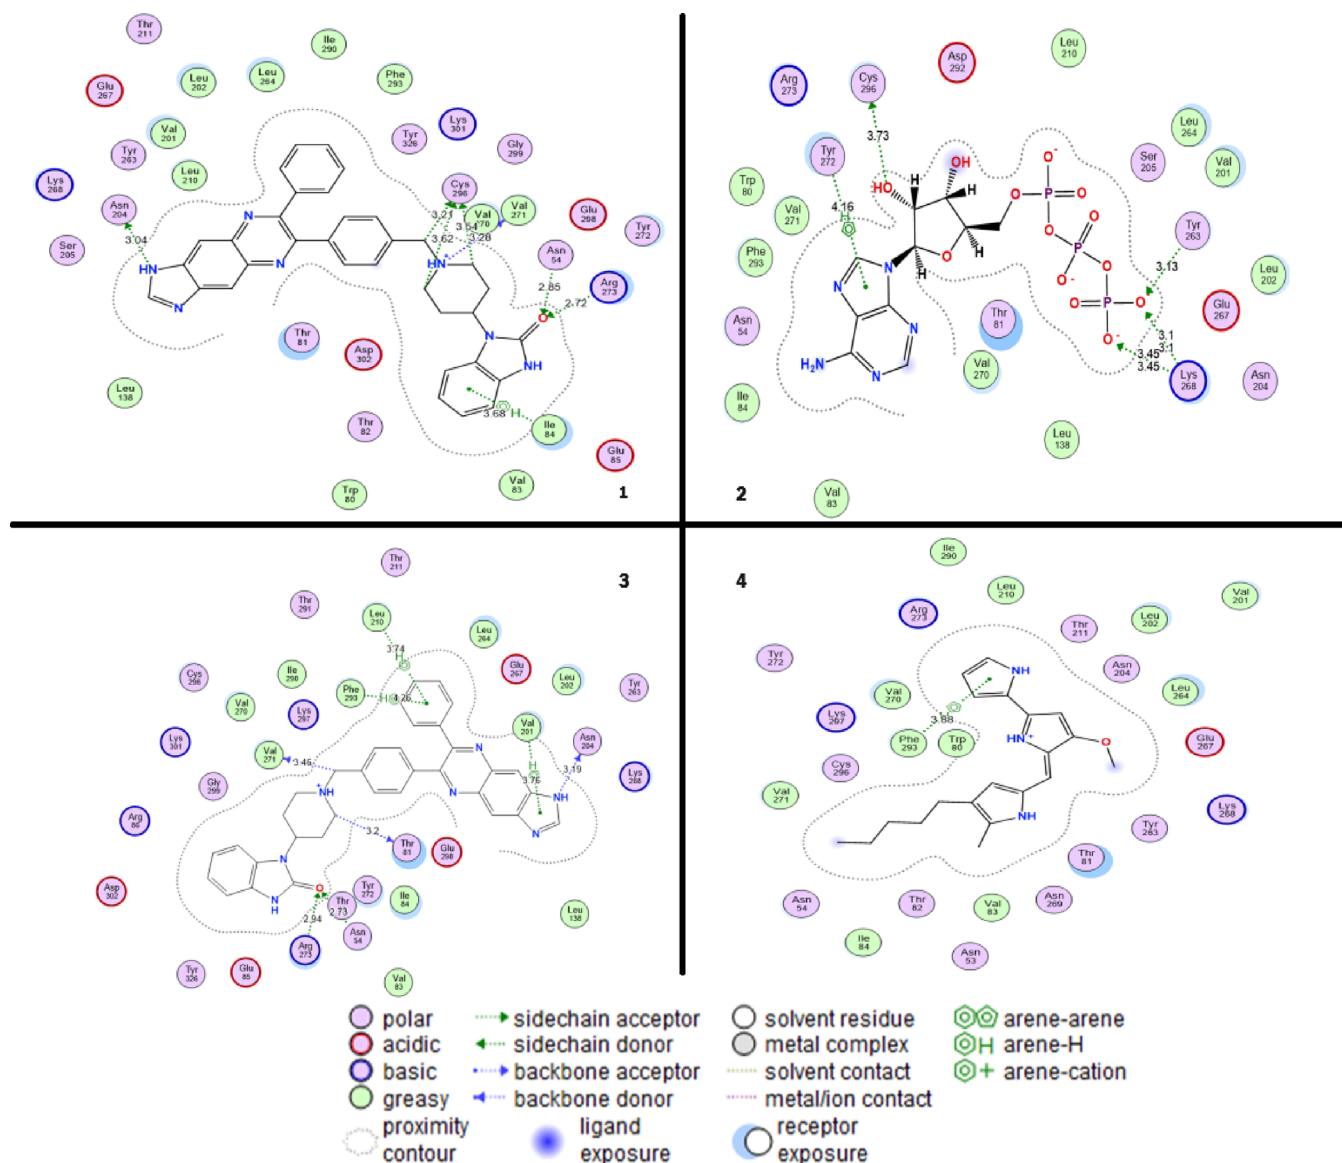 Thr 211
Ile 290
Leu 202
Leu 264
Phe 293
Glu 267
Val 201
Lys 301
Tyr 326
Gly 299
Tyr 263
Leu 210
Lys 268
Cys 296
Val 270
Val 271
Asn 204
Glu 298
Tyr 272
Ser 205
3.04
3.21
3.54
3.62
3.28
HN
N
N
N
HN+
Asn 54
Arg 273
2.85
2.72
O
N
NH
Thr 81
Asp 302
Leu 138
Thr 82
3.68
H
Ile 84
Glu 85
Val 83
Trp 80
1
2
Leu 210
Asp 292
Arg 273
Cys 296
Leu 264
Ser 205
Val 201
3.73
Tyr 272
OH
HO
H
H
O
O-
P
O
O
Trp 80
Val 271
4.16
H
H
H
O
O
P
O
O-
O
Tyr 263
3.13
Phe 293
N
N
N
N
H2N
Leu 202
Glu 267
O
P
O
O-
Asn 54
Thr 81
3.1
3.1
3.45
3.45
Val 270
Lys 268
Asn 204
Ile 84
Leu 138
Val 83
3
Thr 211
Thr 291
Leu 210
Leu 264
3.74
H
Cys 296
Ile 290
Phe 293
H
4.26
Glu 267
Leu 202
Tyr 263
Val 270
Lys 297
Lys 301
Val 271
3.46
Val 201
Asn 204
H
3.76
3.19
Lys 268
Gly 299
NH+
N
N
HN
N
Arg 86
3.2
Thr 81
Glu 298
Asp 302
N
O
NH
Tyr 272
Thr
2.73
Ile 84
2.94
Asn 54
Arg 273
Leu 138
Tyr 326
Glu 85
Val 83
4
Ile 290
Leu 210
Val 201
Arg 273
Thr 211
Leu 202
Tyr 272
Asn 204
NH
Val 270
Leu 264
Lys 297
Phe 293
3.88
Trp 80
HN+
O
Glu 267
Cys 296
Val 271
NH
Lys 268
Tyr 263
Thr 81
Asn 54
Thr 82
Val 83
Asn 269
Ile 84
Asn 53
polar
sidechain acceptor
solvent residue
arene-arene
acidic
sidechain donor
metal complex
H arene-H
basic
backbone acceptor
solvent contact
+ arene-cation
greasy
backbone donor
metal/ion contact
proximity contour
ligand exposure
receptor exposure